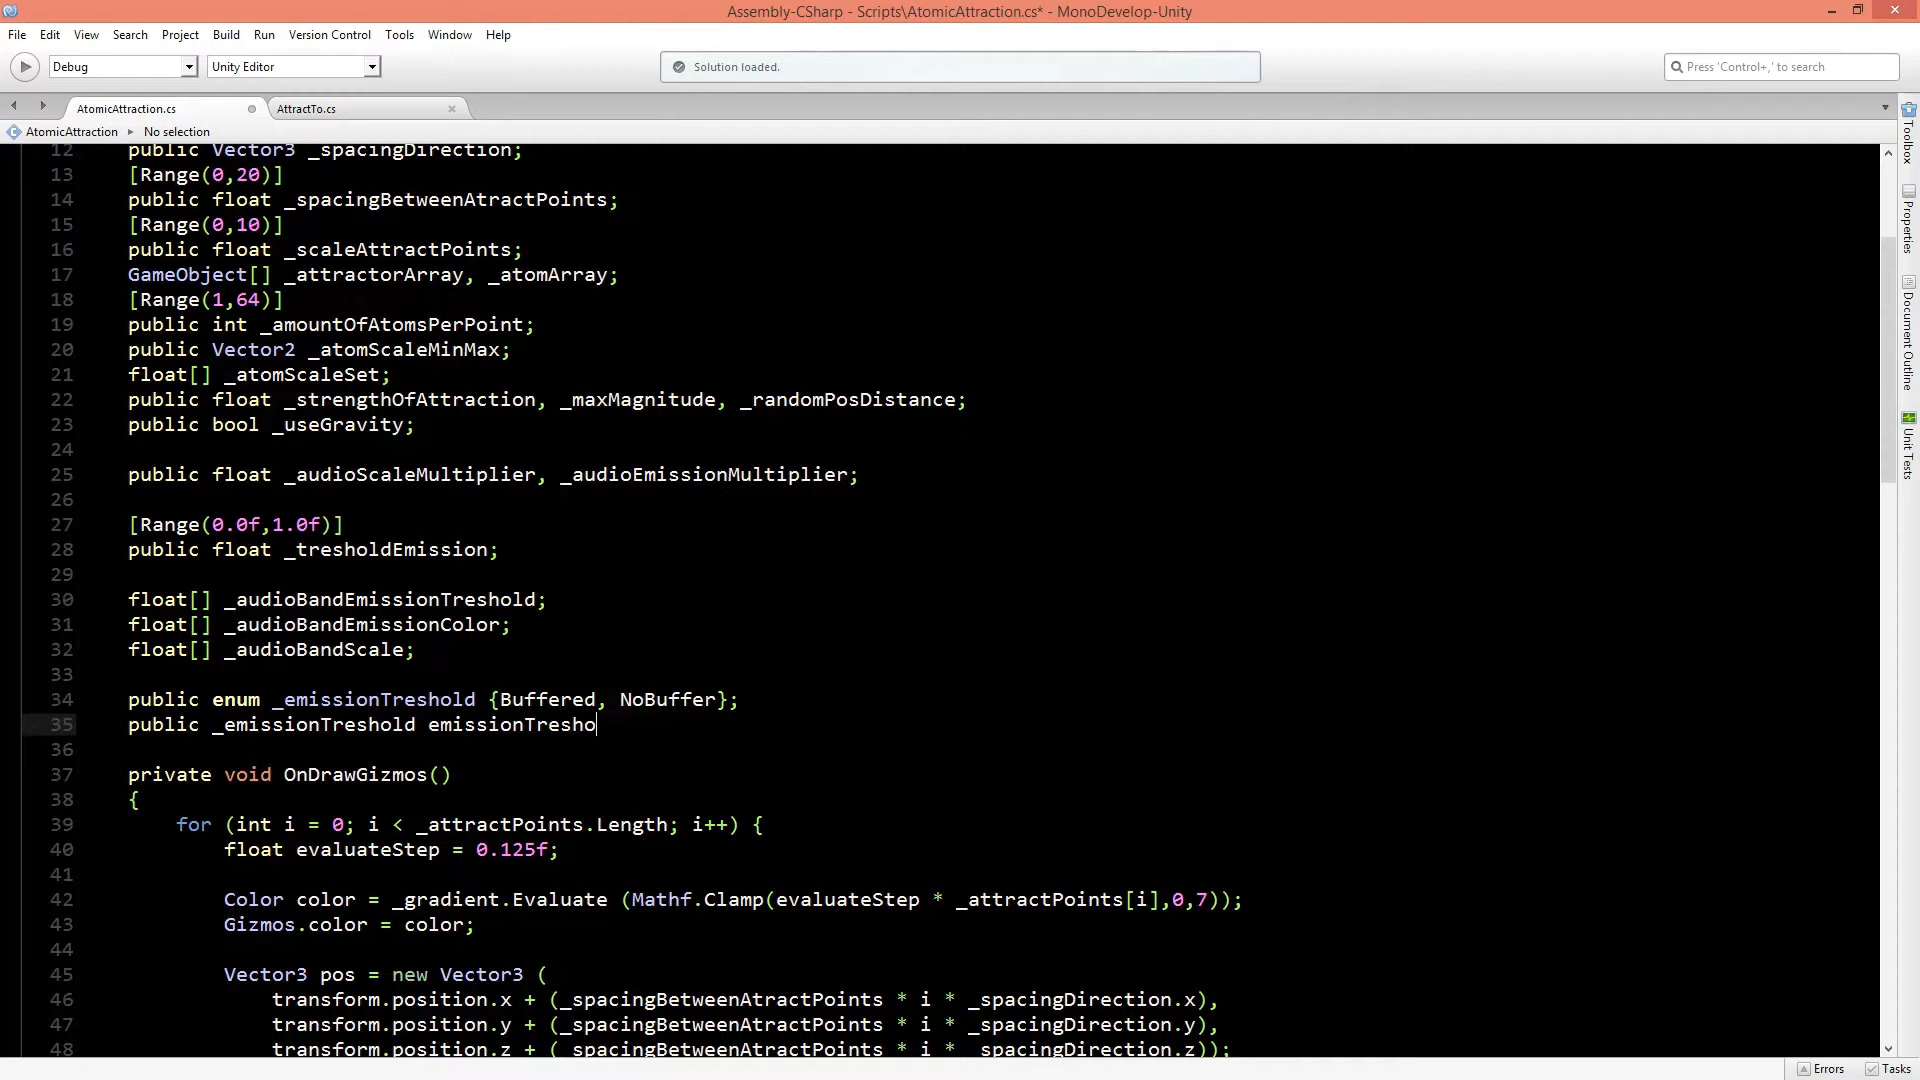 Assembly-CSharp - Scripts\AtomicAttraction.cs* - MonoDevelop-Unity
File Edit View Search Project Build Run Version Control Tools Window Help
Debug Unity Editor Solution loaded. Press 'Control+,' to search
AtomicAttraction.cs AttractTo.cs
AtomicAttraction No selection
12 public Vector3 _spacingDirection;
13 [Range(0,20)]
14 public float _spacingBetweenAtractPoints;
15 [Range(0,10)]
16 public float _scaleAttractPoints;
17 GameObject[] _attractorArray, _atomArray;
18 [Range(1,64)]
19 public int _amountOfAtomsPerPoint;
20 public Vector2 _atomScaleMinMax;
21 float[] _atomScaleSet;
22 public float _strengthOfAttraction, _maxMagnitude, _randomPosDistance;
23 public bool _useGravity;
24
25 public float _audioScaleMultiplier, _audioEmissionMultiplier;
26
27 [Range(0.0f,1.0f)]
28 public float _tresholdEmission;
29
30 float[] _audioBandEmissionTreshold;
31 float[] _audioBandEmissionColor;
32 float[] _audioBandScale;
33
34 public enum _emissionTreshold {Buffered, NoBuffer};
35 public _emissionTreshold emissionTresho
36
37 private void OnDrawGizmos()
38 {
39 for (int i = 0; i < _attractPoints.Length; i++) {
40 float evaluateStep = 0.125f;
41
42 Color color = _gradient.Evaluate (Mathf.Clamp(evaluateStep * _attractPoints[i],0,7));
43 Gizmos.color = color;
44
45 Vector3 pos = new Vector3 (
46 transform.position.x + (_spacingBetweenAtractPoints * i * _spacingDirection.x),
47 transform.position.y + (_spacingBetweenAtractPoints * i * _spacingDirection.y),
48 transform.position.z + (_spacingBetweenAtractPoints * i * _spacingDirection.z));
Toolbox
Properties
Document Outline
Unit Tests
Errors Tasks